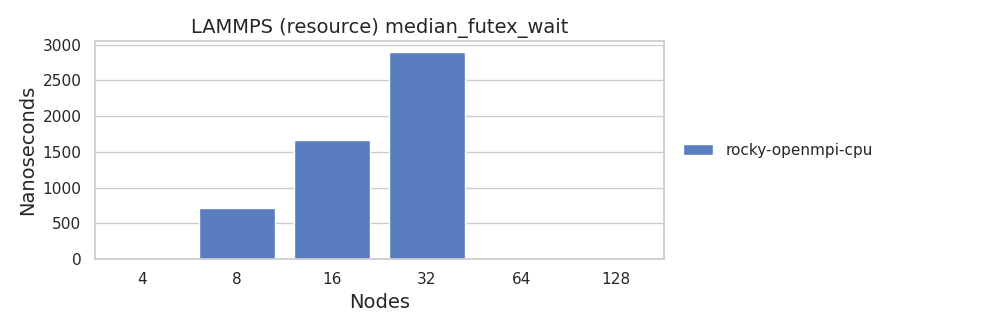 LAMMPS (resource) median_futex_wait
Nanoseconds
3000
2500
2000
1500
1000
500
0
4 8 16 32 64 128
Nodes
rocky-openmpi-cpu